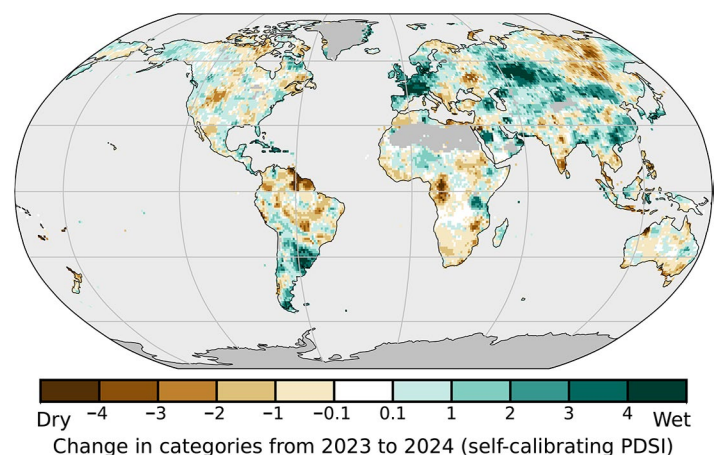 Dry −4 −3 −2 −1 −0.1 0.1 1 2 3 4 Wet
Change in categories from 2023 to 2024 (self-calibrating PDSI)